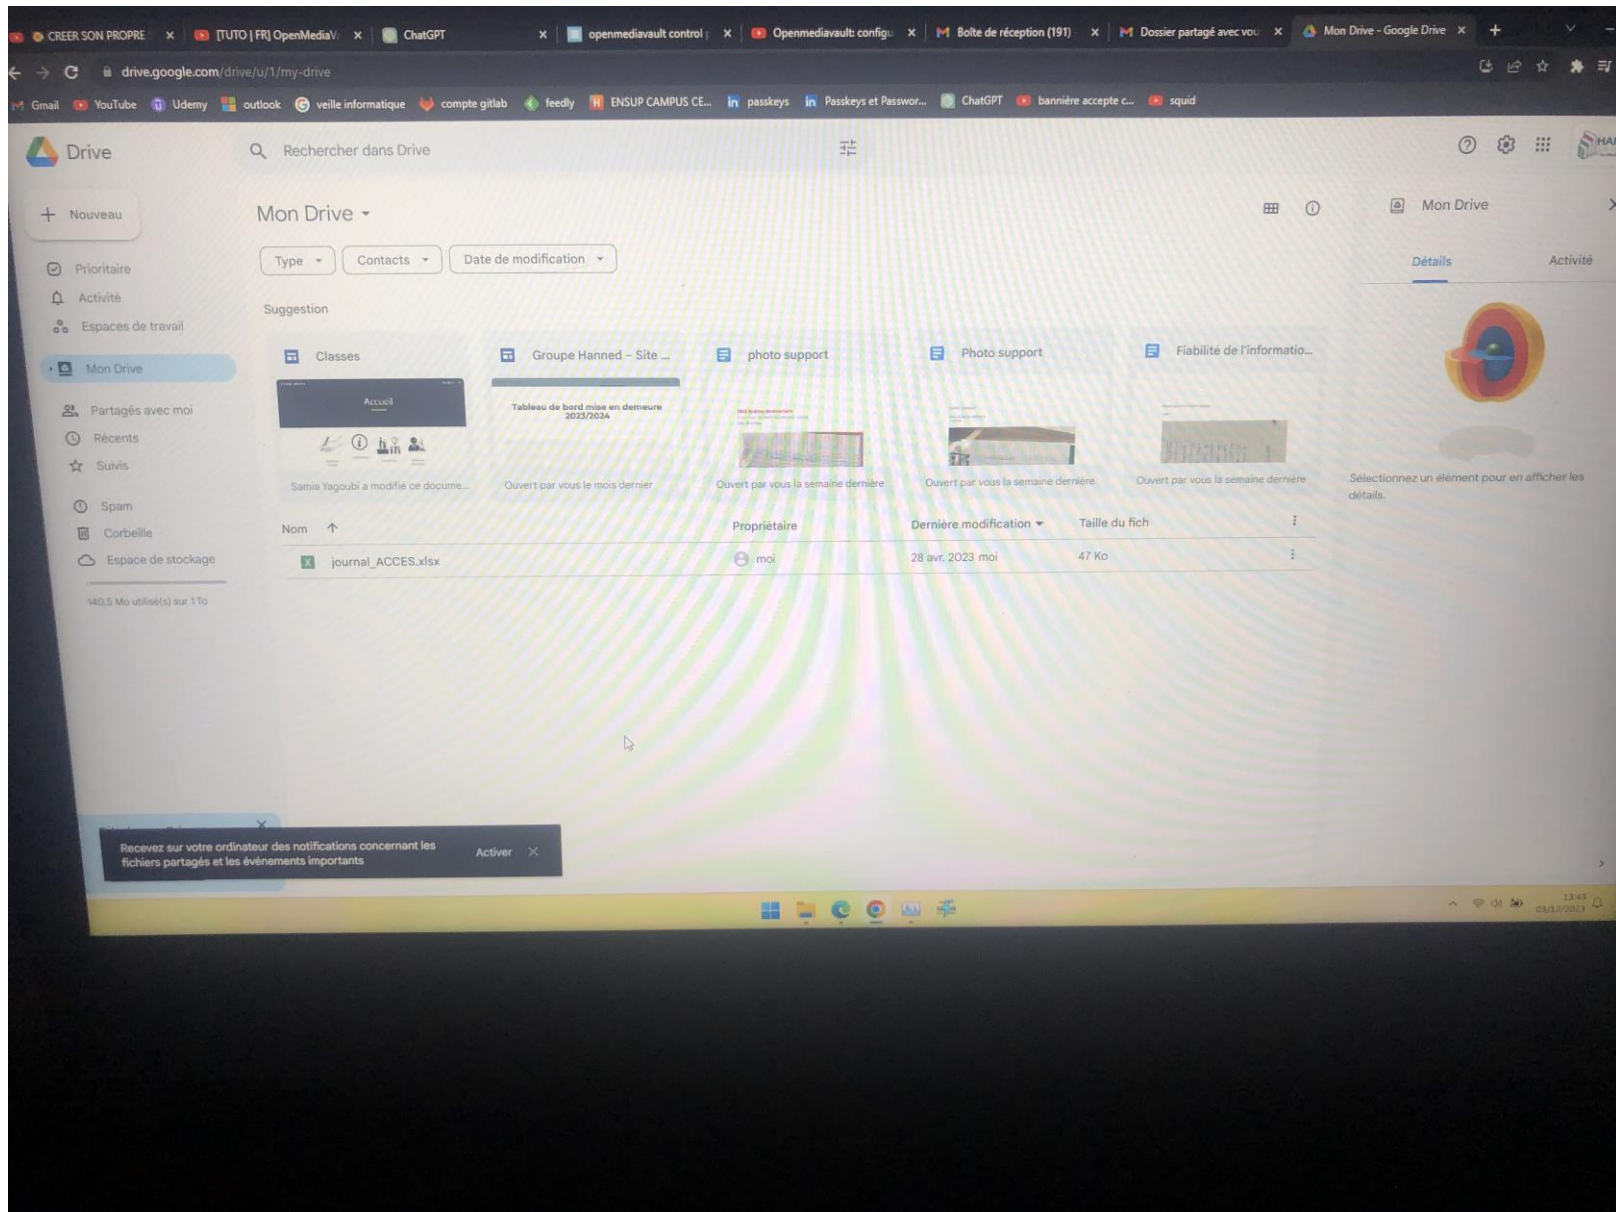 CREER SON PROPRE
[TUTO | FR] OpenMediaV
ChatGPT
openmediavault control p
Openmediavault: configu
Boîte de réception (191)
Dossier partagé avec vou
Mon Drive - Google Drive
drive.google.com/drive/u/1/my-drive
Gmail YouTube Udemy outlook veille informatique compte gitlab feedly ENSUP CAMPUS CE... passkeys Passkeys et Passwor... ChatGPT bannière accepte c... squid
Drive
Rechercher dans Drive
HAN
Nouveau
Prioritaire
Activité
Espaces de travail
Mon Drive
Partagés avec moi
Récents
Suivis
Spam
Corbeille
Espace de stockage
140,5 Mo utilisé(s) sur 1 To
Mon Drive
Type Contacts Date de modification
Suggestion
Classes
Accueil
Samia Yagoubi a modifié ce docume...
Groupe Hanned – Site ...
Tableau de bord mise en demeure
2023/2024
Ouvert par vous le mois dernier
photo support
Ouvert par vous la semaine dernière
Photo support
Ouvert par vous la semaine dernière
Fiabilité de l'informatio...
Ouvert par vous la semaine dernière
Nom Propriétaire Dernière modification Taille du fich
journal_ACCES.xlsx moi 28 avr. 2023 moi 47 Ko
Mon Drive
Détails Activité
Sélectionnez un élément pour en afficher les
détails.
Recevez sur votre ordinateur des notifications concernant les
fichiers partagés et les événements importants
Activer
13:43
03/12/2023